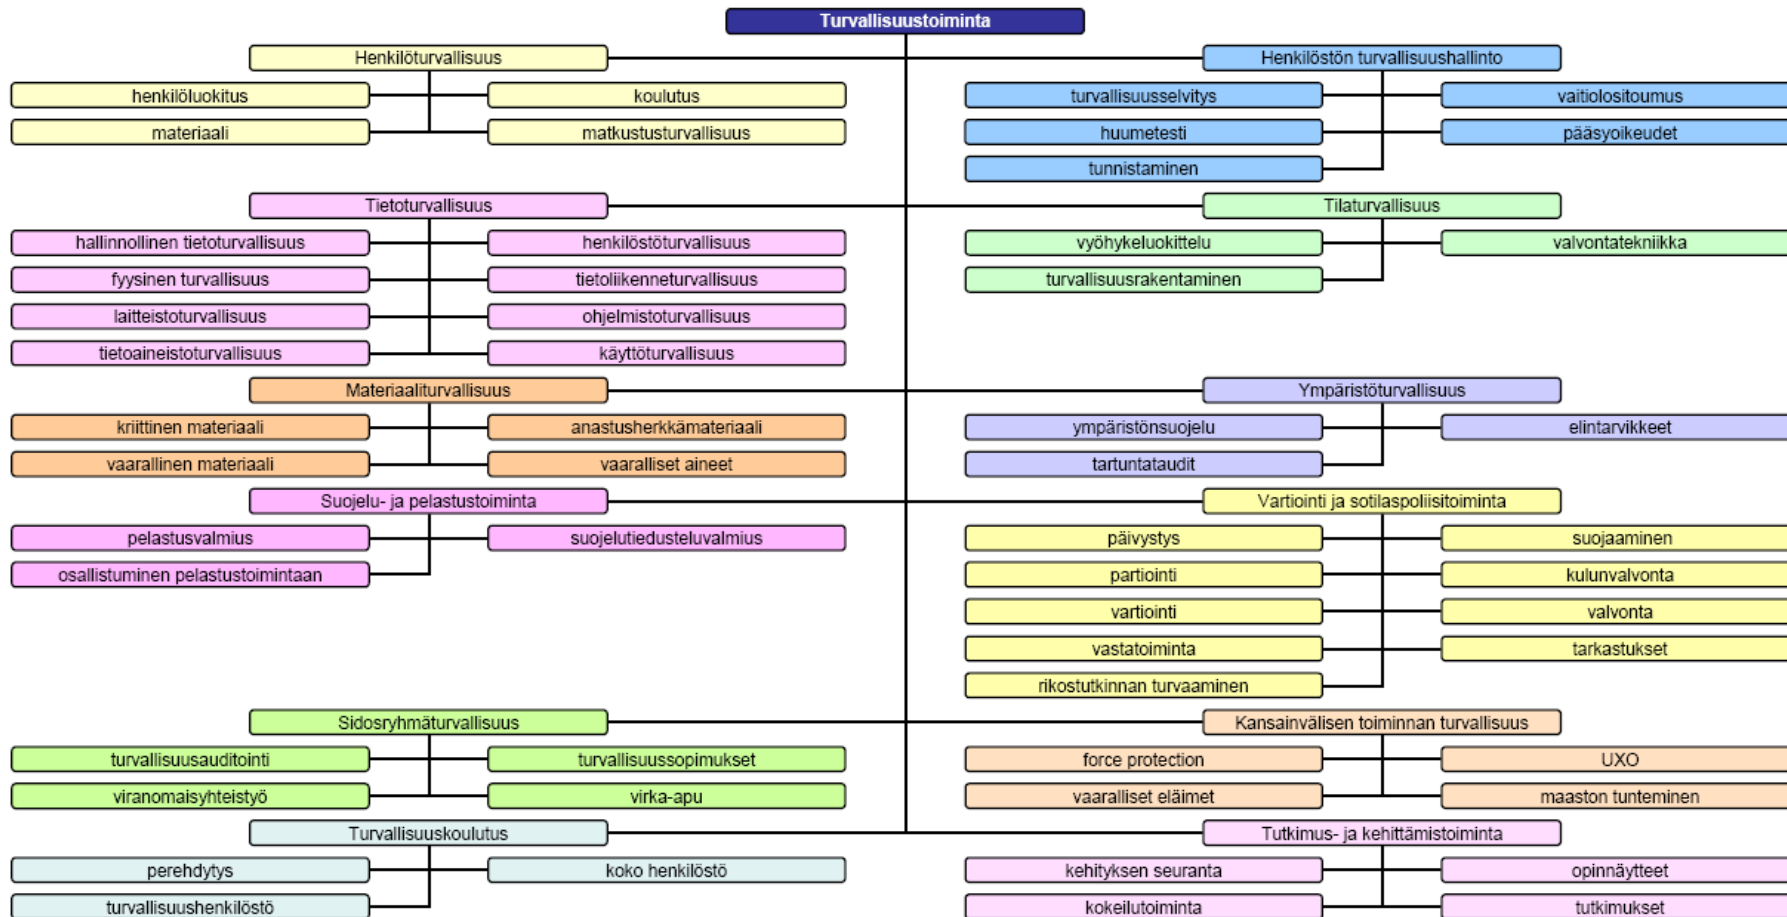 Turvallisuustoiminta
Henkilöturvallisuus
henkilöluokitus
koulutus
materiaali
matkustusturvallisuus
Henkilöstön turvallisuushallinto
turvallisuusselvitys
vaitiolositoumus
huumetesti
pääsyoikeudet
tunnistaminen
Tietoturvallisuus
hallinnollinen tietoturvallisuus
henkilöstöturvallisuus
fyysinen turvallisuus
tietoliikenneturvallisuus
laitteistoturvallisuus
ohjelmistoturvallisuus
tietoaineistoturvallisuus
käyttöturvallisuus
Tilaturvallisuus
vyöhykeluokittelu
valvontatekniikka
turvallisuusrakentaminen
Materiaaliturvallisuus
kriittinen materiaali
anastusherkkämateriaali
vaarallinen materiaali
vaaralliset aineet
Ympäristöturvallisuus
ympäristönsuojelu
elintarvikkeet
tartuntataudit
Suojelu- ja pelastustoiminta
pelastusvalmius
suojelutiedusteluvalmius
osallistuminen pelastustoimintaan
Vartiointi ja sotilaspoliisitoiminta
päivystys
suojaaminen
partiointi
kulunvalvonta
vartiointi
valvonta
vastatoiminta
tarkastukset
rikostutkinnan turvaaminen
Sidosryhmäturvallisuus
turvallisuusauditointi
turvallisuussopimukset
viranomaisyhteistyö
virka-apu
Kansainvälisen toiminnan turvallisuus
force protection
UXO
vaaralliset eläimet
maaston tunteminen
Turvallisuuskoulutus
perehdytys
koko henkilöstö
turvallisuushenkilöstö
Tutkimus- ja kehittämistoiminta
kehityksen seuranta
opinnäytteet
kokeilutoiminta
tutkimukset